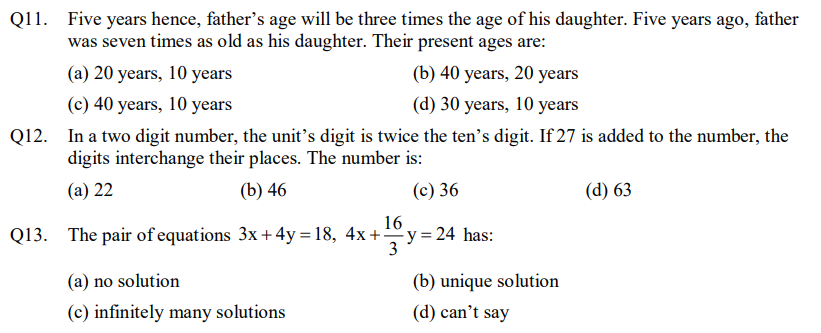 Q11. Five years hence, father’s age will be three times the age of his daughter. Five years ago, father
was seven times as old as his daughter. Their present ages are:
(a) 20 years, 10 years (b) 40 years, 20 years
(c) 40 years, 10 years (d) 30 years, 10 years
Q12. In a two digit number, the unit’s digit is twice the ten’s digit. If 27 is added to the number, the
digits interchange their places. The number is:
(a) 22 (b) 46 (c) 36 (d) 63
Q13. The pair of equations 3x + 4y = 18, 4x + 16/3 y = 24 has:
(a) no solution (b) unique solution
(c) infinitely many solutions (d) can’t say